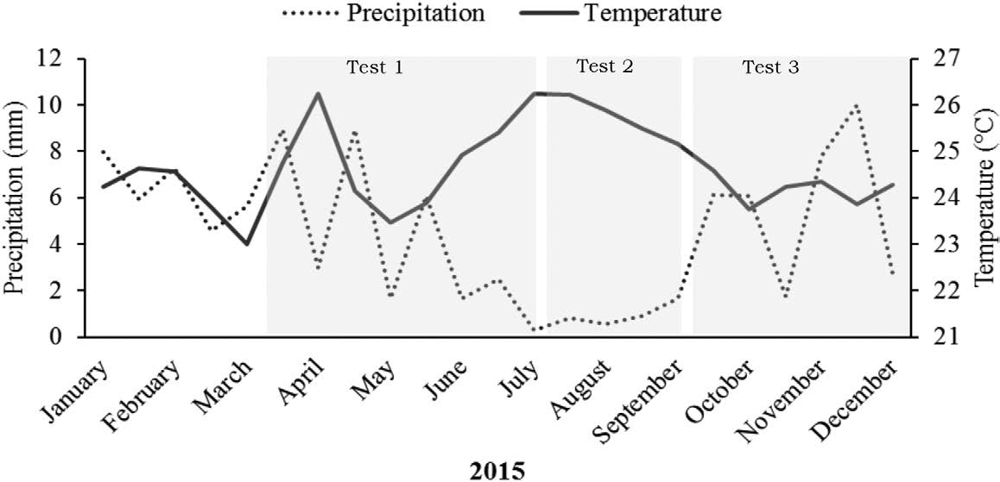 Precipitation Temperature
Test 1 Test 2 Test 3
12 27
10 26
8 25
6 24
4 23
2 22
0 21
Precipitation (mm)
Temperature (°C)
January February March April May June July August September October November December
2015